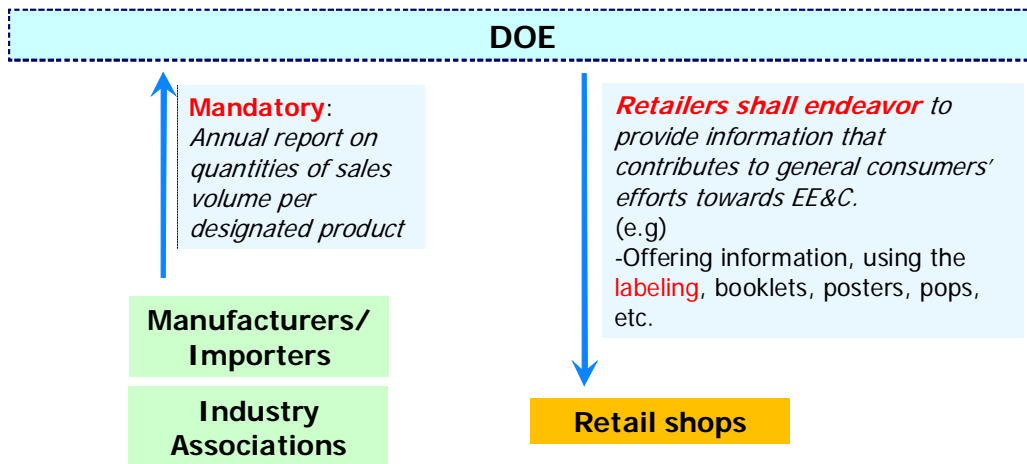 DOE
Mandatory:
Annual report on
quantities of sales
volume per
designated product
Retailers shall endeavor to
provide information that
contributes to general consumers’
efforts towards EE&C.
(e.g)
-Offering information, using the
labeling, booklets, posters, pops,
etc.
Manufacturers/
Importers
Industry
Associations
Retail shops